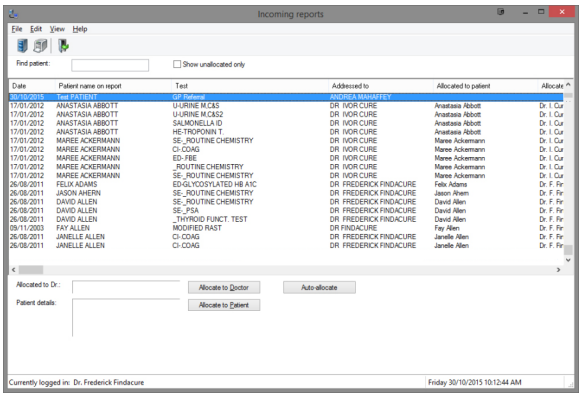 Incoming reports
File Edit View Help
Find patient: Show unallocated only
Date Patient name on report Test Addressed to Allocated to patient Allocate
30/10/2015 Test PATIENT GP Referral ANDREA MAHAFFEY
17/01/2012 ANASTASIA ABBOTT U-URINE M,C&S DR IVOR CURE Anastasia Abbott Dr. I. Cur
17/01/2012 ANASTASIA ABBOTT U-URINE M,C&S2 DR IVOR CURE Anastasia Abbott Dr. I. Cur
17/01/2012 ANASTASIA ABBOTT SALMONELLA ID DR IVOR CURE Anastasia Abbott Dr. I. Cur
17/01/2012 ANASTASIA ABBOTT HE-TROPONIN T. DR IVOR CURE Anastasia Abbott Dr. I. Cur
17/01/2012 MAREE ACKERMANN SE-_ROUTINE CHEMISTRY DR IVOR CURE Maree Ackermann Dr. I. Cur
17/01/2012 MAREE ACKERMANN CI-COAG DR IVOR CURE Maree Ackermann Dr. I. Cur
17/01/2012 MAREE ACKERMANN ED-FBE DR IVOR CURE Maree Ackermann Dr. I. Cur
17/01/2012 MAREE ACKERMANN _ROUTINE CHEMISTRY DR IVOR CURE Maree Ackermann Dr. I. Cur
17/01/2012 MAREE ACKERMANN SE-_ROUTINE CHEMISTRY DR IVOR CURE Maree Ackermann Dr. I. Cur
26/08/2011 FELIX ADAMS ED-GLYCOSYLATED HB A1C DR FREDERICK FINDACURE Felix Adams Dr. F. Fir
26/08/2011 JASON AHERN SE-_ROUTINE CHEMISTRY DR FREDERICK FINDACURE Jason Ahern Dr. F. Fir
26/08/2011 DAVID ALLEN SE-_ROUTINE CHEMISTRY DR FREDERICK FINDACURE David Allen Dr. F. Fir
26/08/2011 DAVID ALLEN SE-_PSA DR FREDERICK FINDACURE David Allen Dr. F. Fir
26/08/2011 DAVID ALLEN _THYROID FUNCT. TEST DR FREDERICK FINDACURE David Allen Dr. F. Fir
09/11/2003 FAY ALLEN MODIFIED RAST DR FINDACURE Fay Allen Dr. F. Fir
26/08/2011 JANELLE ALLEN CI-COAG DR FREDERICK FINDACURE Janelle Allen Dr. F. Fir
26/08/2011 JANELLE ALLEN CI-COAG DR FREDERICK FINDACURE Janelle Allen Dr. F. Fir
Allocated to Dr.: Allocate to Doctor Auto-allocate
Patient details: Allocate to Patient
Currently logged in: Dr. Frederick Findacure Friday 30/10/2015 10:12:44 AM